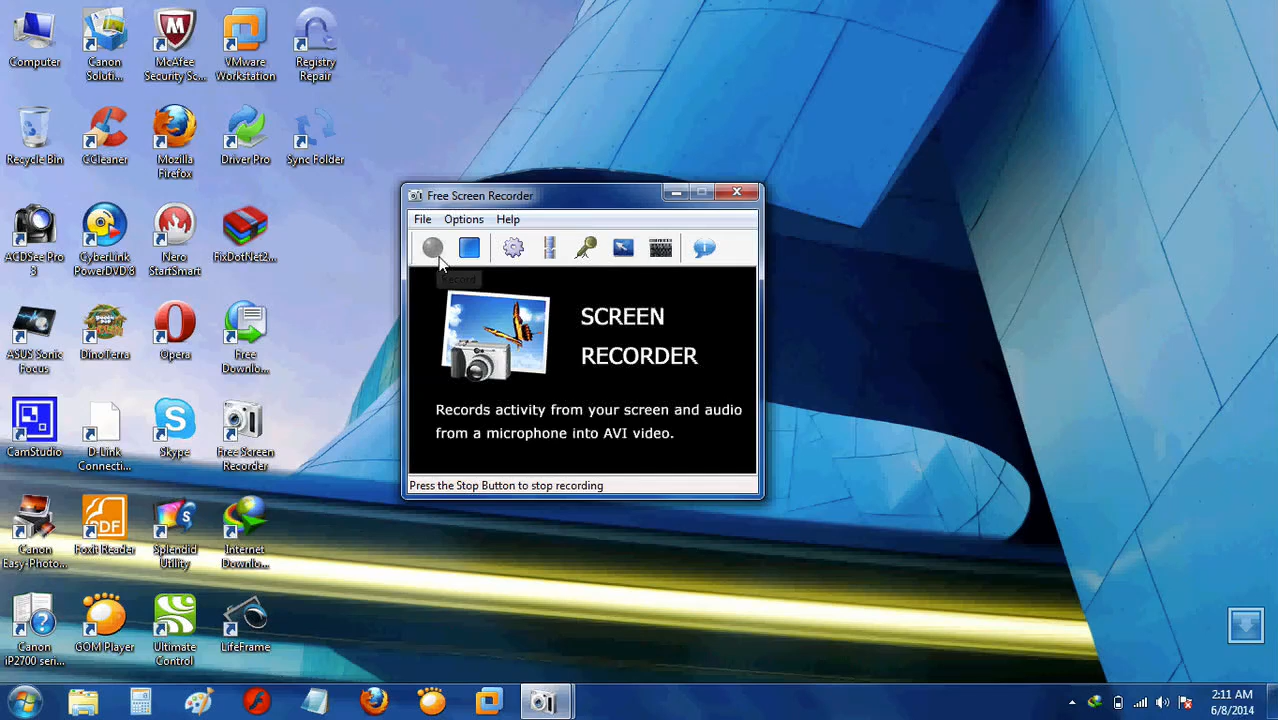 Computer
Canon
Soluti...
McAfee
Security Sc...
VMware
Workstation
Registry
Repair
Recycle Bin
CCleaner
Mozilla
Firefox
Driver Pro
Sync Folder
ACDSee Pro
3
CyberLink
PowerDVD 8
Nero
StartSmart
FixDotNet2...
ASUS Sonic
Focus
DinoTerra
Opera
Free
Downlo...
CamStudio
D-Link
Connecti...
Skype
Free Screen
Recorder
Canon
Easy-Photo...
Foxit Reader
Splendid
Utility
Internet
Downlo...
Canon
iP2700 seri...
GOM Player
Ultimate
Control
LifeFrame
Free Screen Recorder
File Options Help
Record
SCREEN
RECORDER
Records activity from your screen and audio
from a microphone into AVI video.
Press the Stop Button to stop recording
2:11 AM
6/8/2014